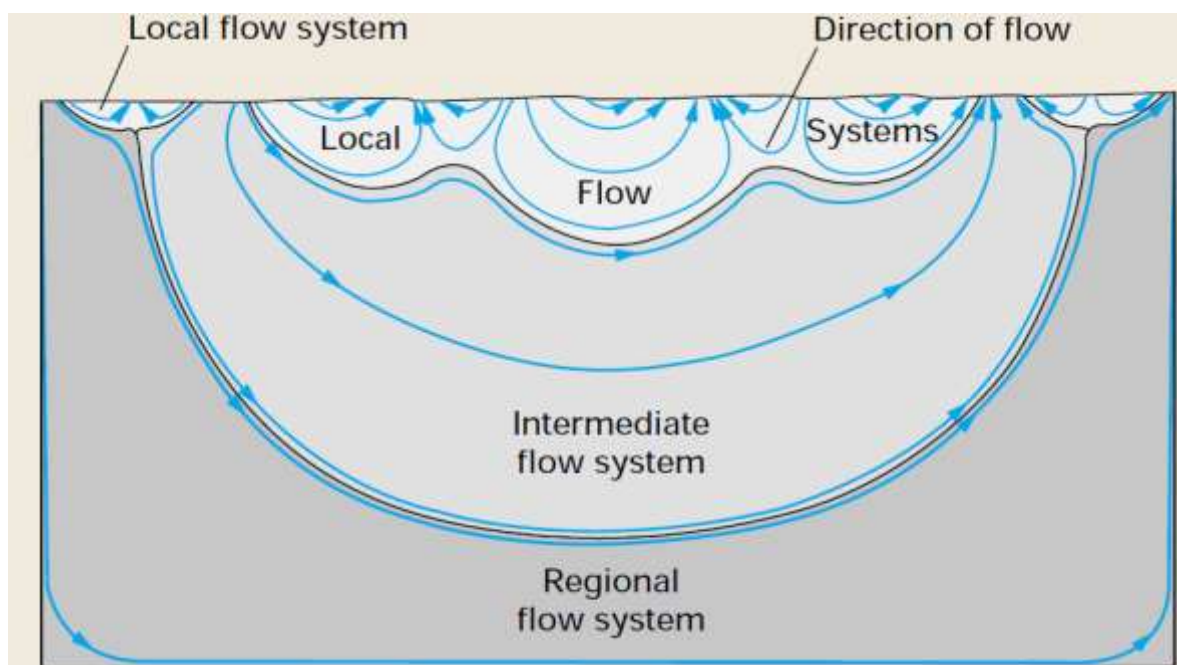 Local flow system
Direction of flow
Local
Systems
Flow
Intermediate
flow system
Regional
flow system